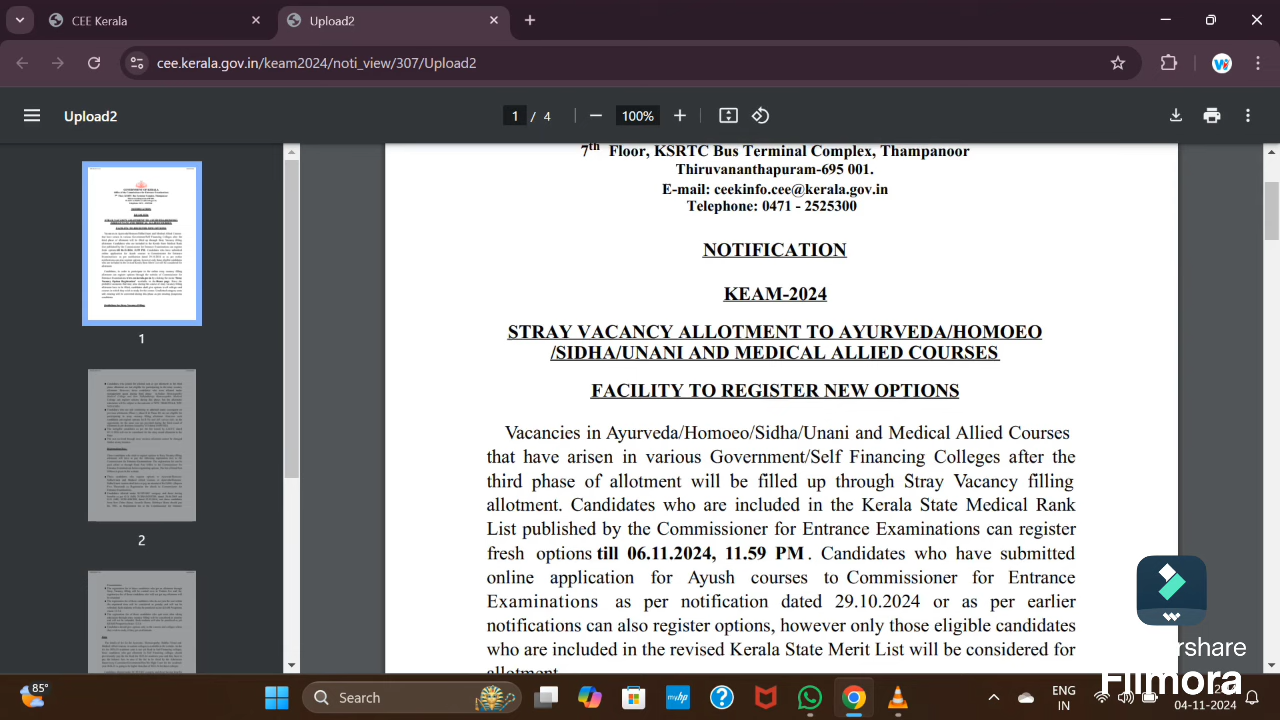 CEE Kerala
Upload2
cee.kerala.gov.in/keam2024/noti_view/307/Upload2
Upload2
1 / 4
100%
7th Floor, KSRTC Bus Terminal Complex, Thampanoor
Thiruvananthapuram-695 001.
E-mail: ceekinfo.cee@kerala.gov.in
Telephone: 0471 - 2525300
NOTIFICATION
KEAM-2024
STRAY VACANCY ALLOTMENT TO AYURVEDA/HOMOEO
/SIDHA/UNANI AND MEDICAL ALLIED COURSES
FACILITY TO REGISTER NEW OPTIONS
Vacancies in Ayurveda/Homoeo/Sidha/Unani and Medical Allied Courses
in various Government/Self Financing Colleges after the
third phase of allotment will be filled through Stray Vacancy filling
allotment. Candidates who are included in the Kerala State Medical Rank
List published by the Commissioner for Entrance Examinations can register
fresh options till 06.11.2024, 11.59 PM. Candidates who have submitted
online application for Ayush courses to Commissioner for Entrance
Examinations as per notification dated .2024 or as per earlier
notifications can also register options, however only those eligible candidates
who are included in the revised Kerala State Rank List will be considered for
allotment.
1
2
Wondershare
Filmora
85°
Search
ENG
IN
04-11-2024